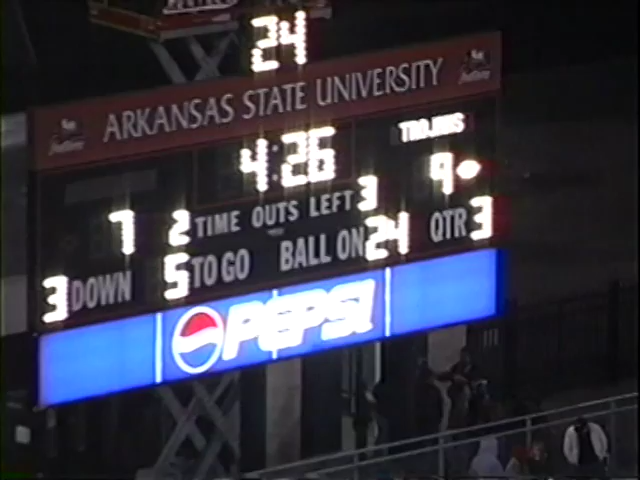 24
ARKANSAS STATE UNIVERSITY
4:26
TROJANS
7
9
2 TIME OUTS LEFT 3
3 DOWN 5 TO GO BALL ON 24 QTR 3
PEPSI